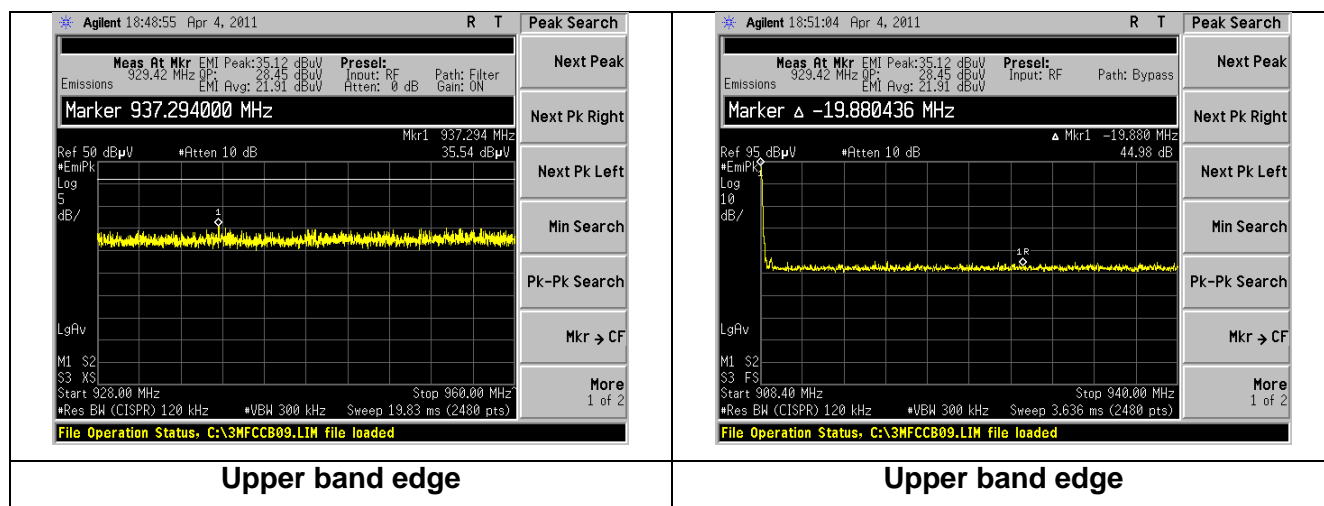 Agilent 18:48:55 Apr 4, 2011 R T
Peak Search
Meas At Mkr EMI Peak:35.12 dBuV Presel:
929.42 MHz QP: 28.45 dBuV Input: RF Path: Filter
Emissions EMI Avg: 21.91 dBuV Atten: 0 dB Gain: ON
Marker 937.294000 MHz
Mkr1 937.294 MHz
Ref 50 dBµV #Atten 10 dB 35.54 dBµV
#EmiPk
Log
5
dB/
1
LgAv
M1 S2
S3 XS
Start 928.00 MHz Stop 960.00 MHz^
#Res BW (CISPR) 120 kHz #VBW 300 kHz Sweep 19.83 ms (2480 pts)
File Operation Status, C:\3MFCCB09.LIM file loaded
Next Peak
Next Pk Right
Next Pk Left
Min Search
Pk-Pk Search
Mkr → CF
More
1 of 2
Upper band edge
Agilent 18:51:04 Apr 4, 2011 R T
Peak Search
Meas At Mkr EMI Peak:35.12 dBuV Presel:
929.42 MHz QP: 28.45 dBuV Input: RF Path: Bypass
Emissions EMI Avg: 21.91 dBuV
Marker Δ -19.880436 MHz
Δ Mkr1 -19.880 MHz
Ref 95 dBµV #Atten 10 dB 44.98 dB
#EmiPk
1
Log
10
dB/
1R
LgAv
M1 S2
S3 FS
Start 908.40 MHz Stop 940.00 MHz
#Res BW (CISPR) 120 kHz #VBW 300 kHz Sweep 3.636 ms (2480 pts)
File Operation Status, C:\3MFCCB09.LIM file loaded
Next Peak
Next Pk Right
Next Pk Left
Min Search
Pk-Pk Search
Mkr → CF
More
1 of 2
Upper band edge